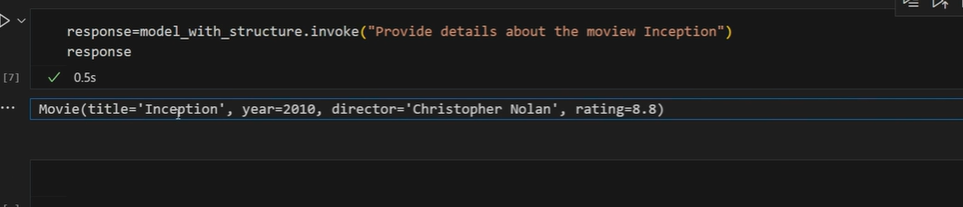 response=model_with_structure.invoke("Provide details about the moview Inception")
response
[7]
0.5s
Movie(title='Inception', year=2010, director='Christopher Nolan', rating=8.8)